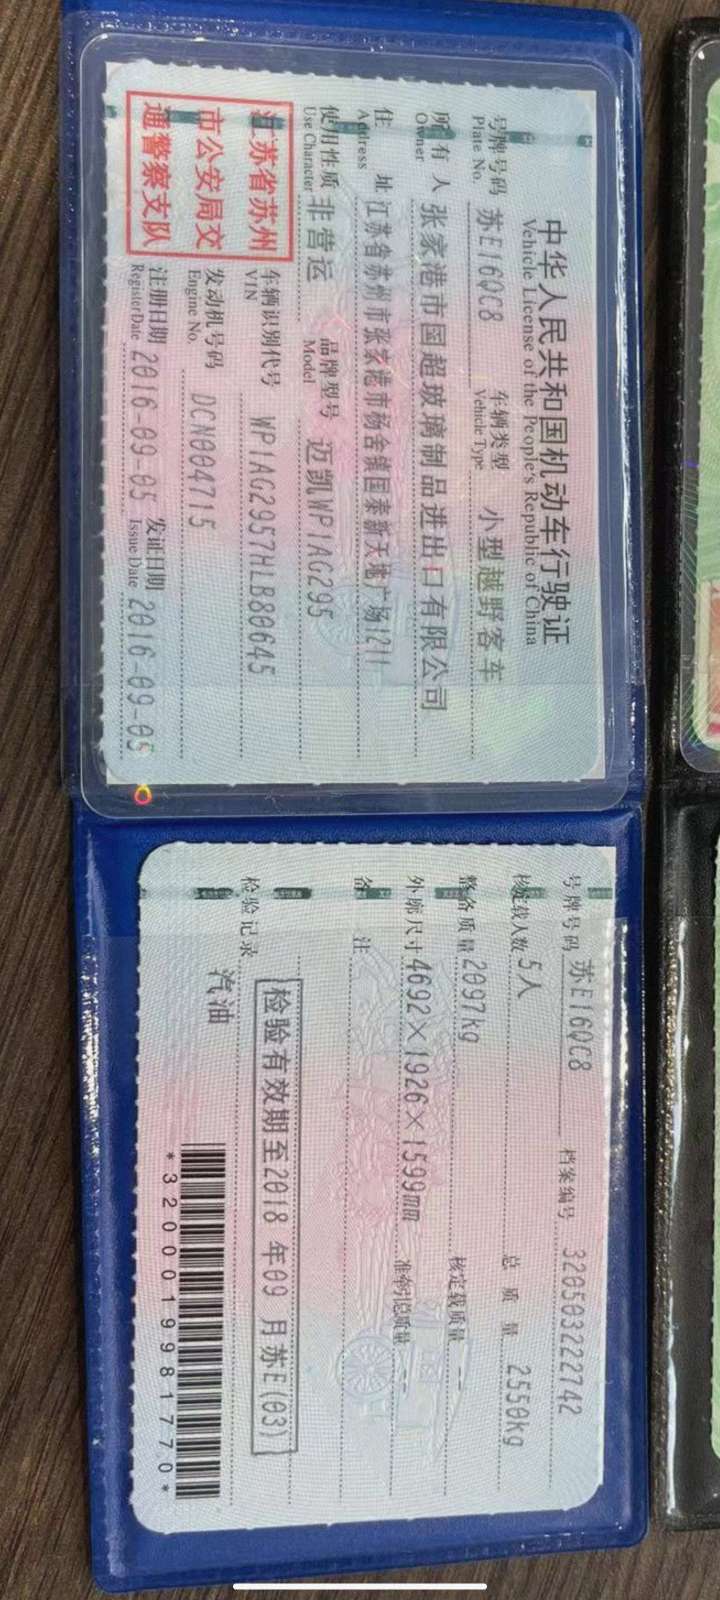 中华人民共和国机动车行驶证
Vehicle License of the People's Republic of China
号牌号码 苏E16QC8 车辆类型 小型越野客车
Plate No. Vehicle Type
所有人 张家港市国超玻璃制品进出口有限公司
Owner
住址 江苏省苏州市张家港市杨舍镇国泰新天地广场1211
Address
使用性质 非营运 品牌型号 迈凯WP1AG295
Use Character Model
江苏省苏州
市公安局交
通警察支队
车辆识别代号 WP1AG2957HLB80645
VIN
发动机号码 DCN004715
Engine No.
注册日期 2016-09-05 发证日期 2016-09-05
Register Date Issue Date
号牌号码 苏E16QC8 档案编号 320503222742
核定载人数 5人 总质量 2550kg
整备质量 2097kg 核定载质量 --
外廓尺寸 4692×1926×1599mm 准牵引总质量 --
备注
检验有效期至2018年09月苏E(03)
检验记录
汽油
*3200019981770*